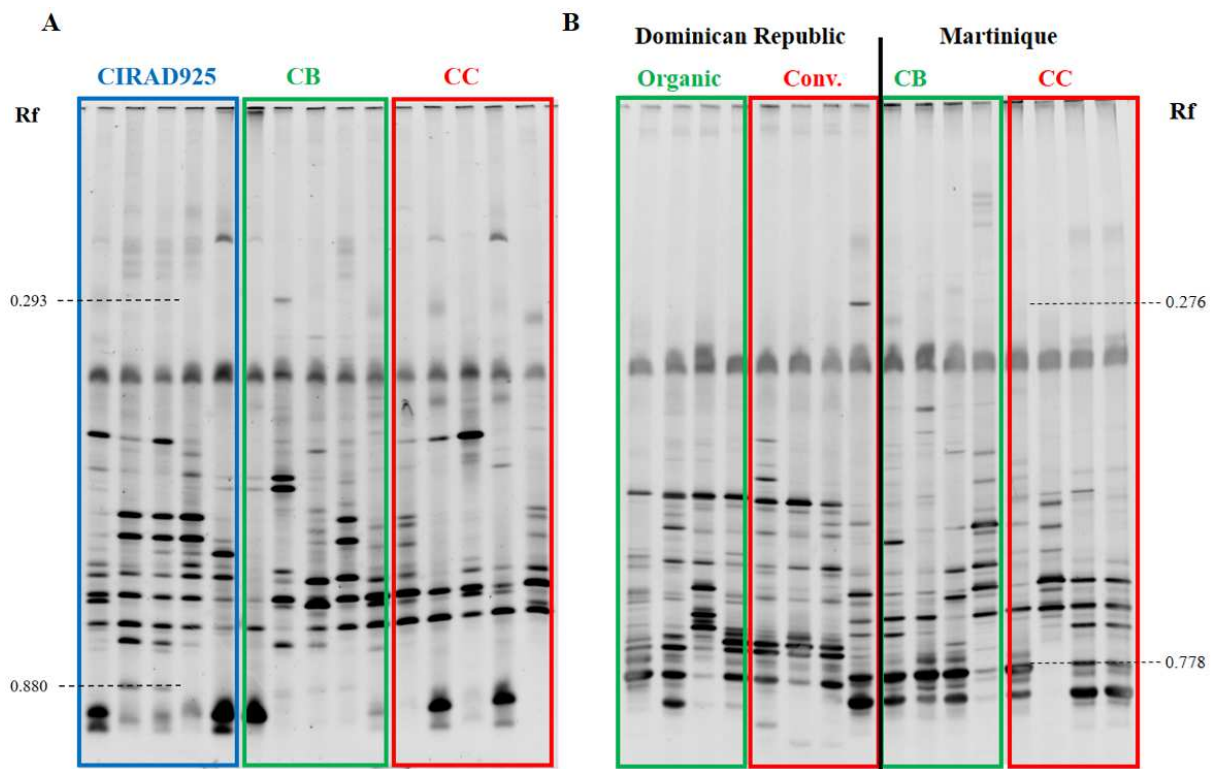 A
B
Dominican Republic
Martinique
CIRAD925
CB
CC
Organic
Conv.
CB
CC
Rf
Rf
0.293
0.276
0.778
0.880